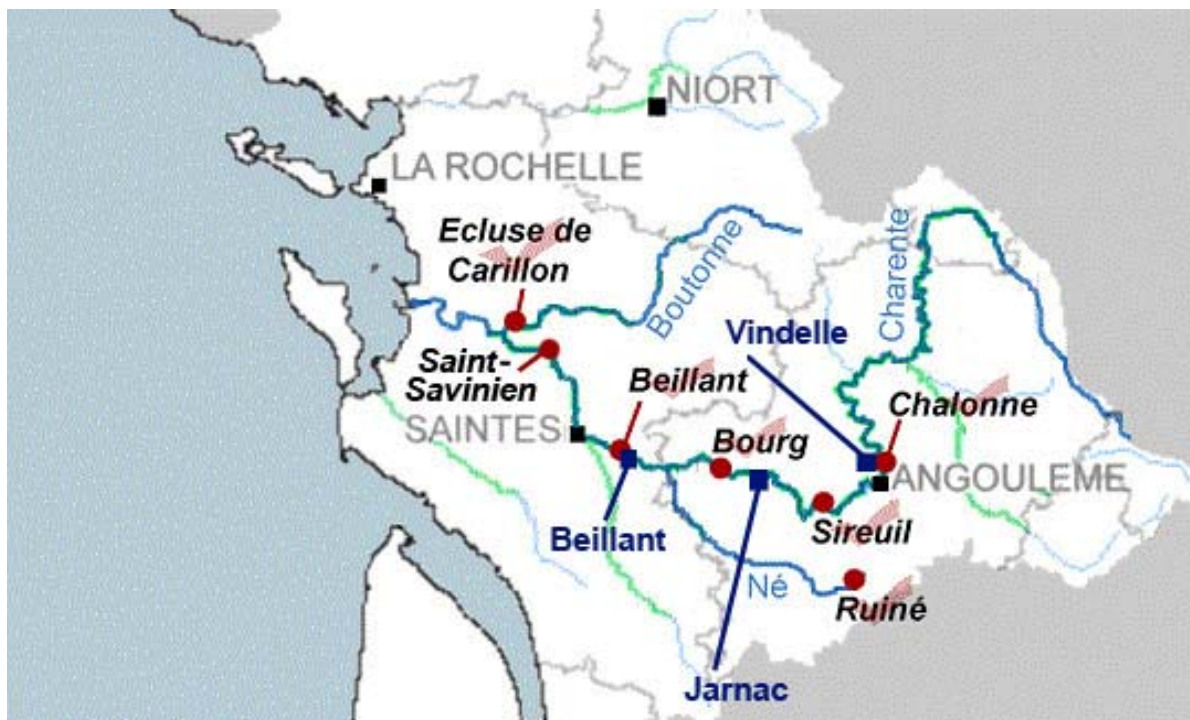 NIORT
LA ROCHELLE
Ecluse de
Carillon
Boutonne
Charente
Vindelle
Saint-
Savinien
Beillant
Chalonne
SAINTES
Bourg
ANGOULEME
Beillant
Sireuil
Né
Ruiné
Jarnac